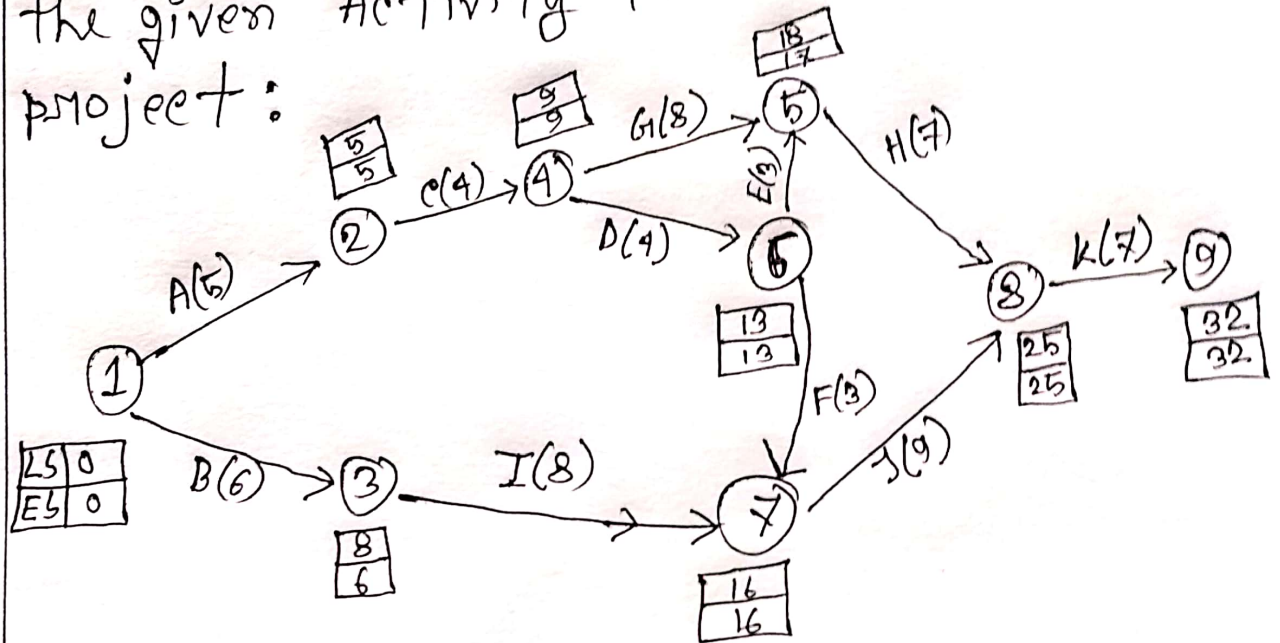 the given Activity
project:
18
17
9
9
G(8)
5
H(7)
5
5
C(4)
4
E(3)
2
D(4)
6
K(7)
9
A(5)
8
32
32
13
13
25
25
1
F(3)
LS 0
ES 0
B(6)
3
I(8)
J(9)
7
8
6
16
16